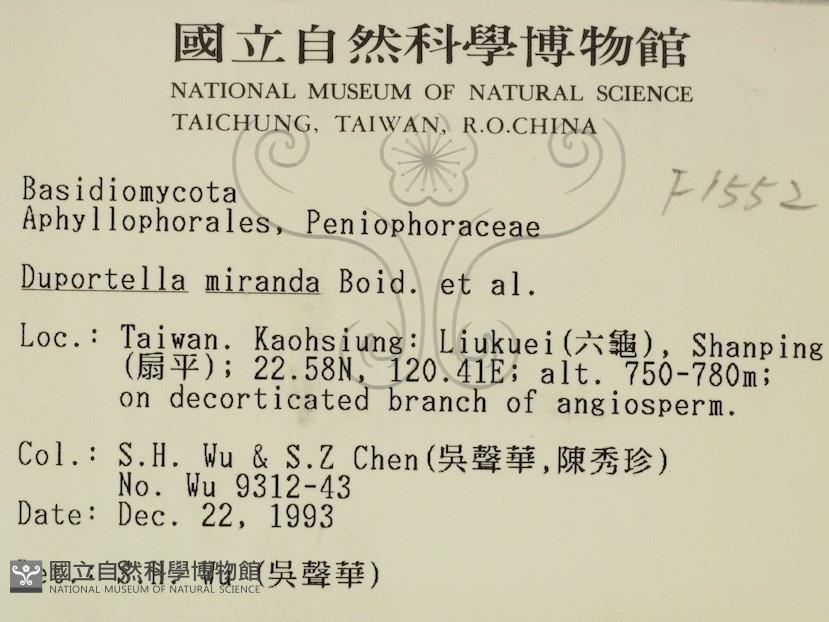 國立自然科學博物館
NATIONAL MUSEUM OF NATURAL SCIENCE
TAICHUNG, TAIWAN, R.O.CHINA
F1552
Basidiomycota
Aphyllophorales, Peniophoraceae
Duportella miranda Boid. et al.
Loc.: Taiwan. Kaohsiung: Liukuei(六龜), Shanping
(扇平); 22.58N, 120.41E; alt. 750-780m;
on decorticated branch of angiosperm.
Col.: S.H. Wu & S.Z Chen(吳聲華,陳秀珍)
No. Wu 9312-43
Date: Dec. 22, 1993
Det.: S.H. Wu (吳聲華)
國立自然科學博物館
NATIONAL MUSEUM OF NATURAL SCIENCE